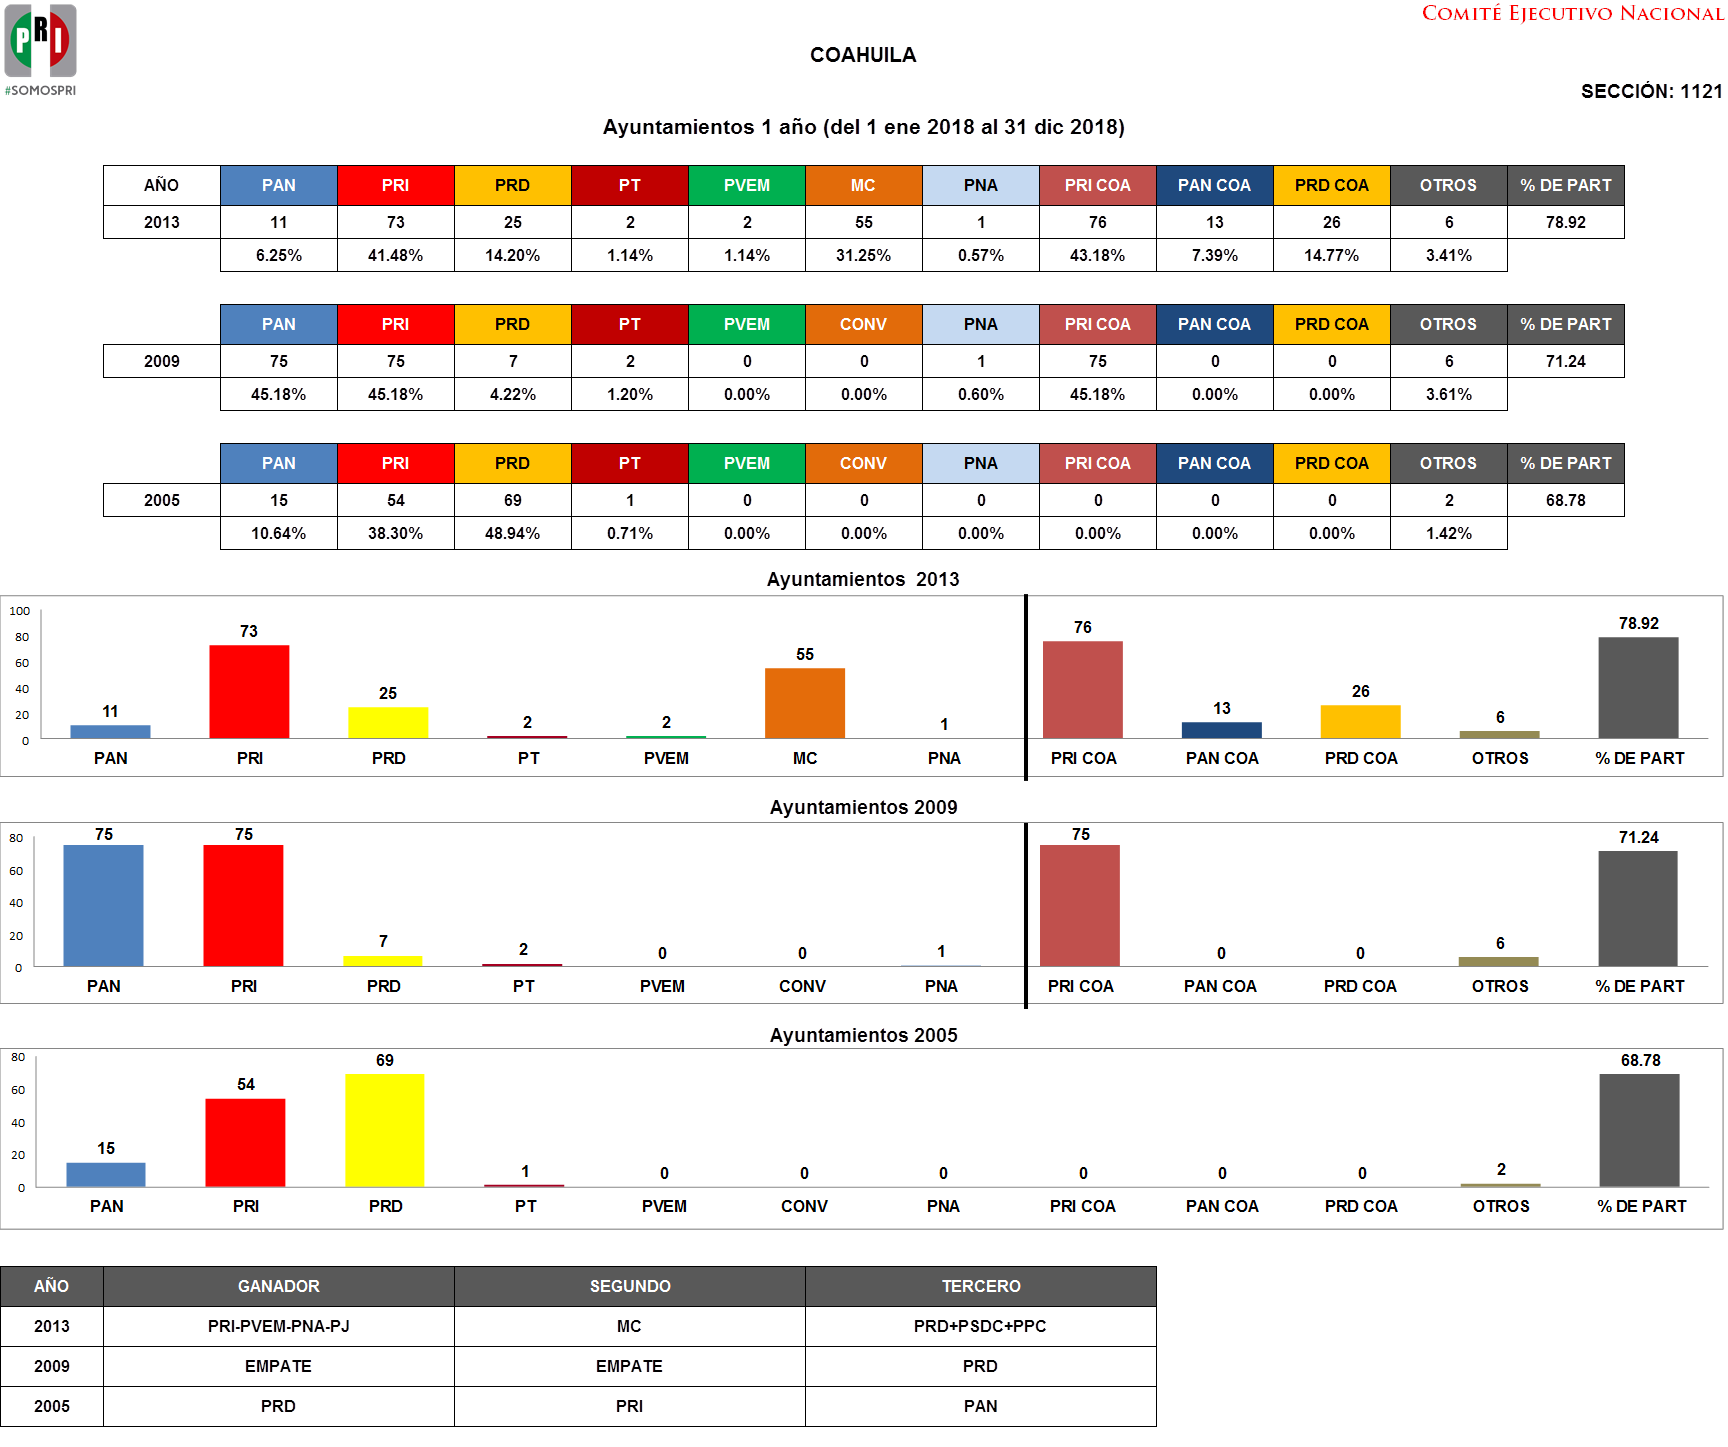 COMITÉ EJECUTIVO NACIONAL
PRI
#SOMOSPRI
COAHUILA
SECCIÓN: 1121
Ayuntamientos 1 año (del 1 ene 2018 al 31 dic 2018)
AÑO PAN PRI PRD PT PVEM MC PNA PRI COA PAN COA PRD COA OTROS % DE PART
2013 11 73 25 2 2 55 1 76 13 26 6 78.92
6.25% 41.48% 14.20% 1.14% 1.14% 31.25% 0.57% 43.18% 7.39% 14.77% 3.41%
PAN PRI PRD PT PVEM CONV PNA PRI COA PAN COA PRD COA OTROS % DE PART
2009 75 75 7 2 0 0 1 75 0 0 6 71.24
45.18% 45.18% 4.22% 1.20% 0.00% 0.00% 0.60% 45.18% 0.00% 0.00% 3.61%
PAN PRI PRD PT PVEM CONV PNA PRI COA PAN COA PRD COA OTROS % DE PART
2005 15 54 69 1 0 0 0 0 0 0 2 68.78
10.64% 38.30% 48.94% 0.71% 0.00% 0.00% 0.00% 0.00% 0.00% 0.00% 1.42%
Ayuntamientos 2013
100
80
60
40
20
0
11 73 25 2 2 55 1 76 13 26 6 78.92
PAN PRI PRD PT PVEM MC PNA PRI COA PAN COA PRD COA OTROS % DE PART
Ayuntamientos 2009
80
60
40
20
0
75 75 7 2 0 0 1 75 0 0 6 71.24
PAN PRI PRD PT PVEM CONV PNA PRI COA PAN COA PRD COA OTROS % DE PART
Ayuntamientos 2005
80
60
40
20
0
15 54 69 1 0 0 0 0 0 0 2 68.78
PAN PRI PRD PT PVEM CONV PNA PRI COA PAN COA PRD COA OTROS % DE PART
AÑO GANADOR SEGUNDO TERCERO
2013 PRI-PVEM-PNA-PJ MC PRD+PSDC+PPC
2009 EMPATE EMPATE PRD
2005 PRD PRI PAN